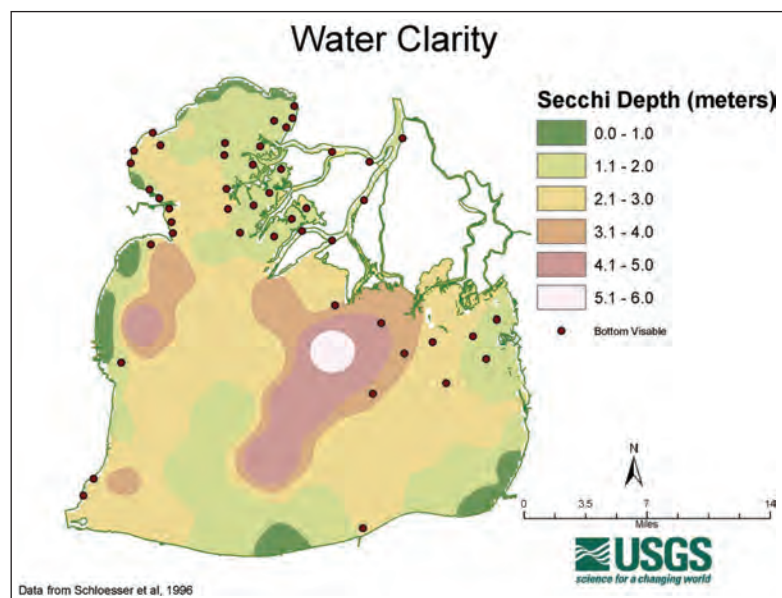 Water Clarity
Secchi Depth (meters)
0.0 - 1.0
1.1 - 2.0
2.1 - 3.0
3.1 - 4.0
4.1 - 5.0
5.1 - 6.0
Bottom Visable
N
0 3.5 7 14
Miles
USGS
science for a changing world
Data from Schloesser et al, 1996